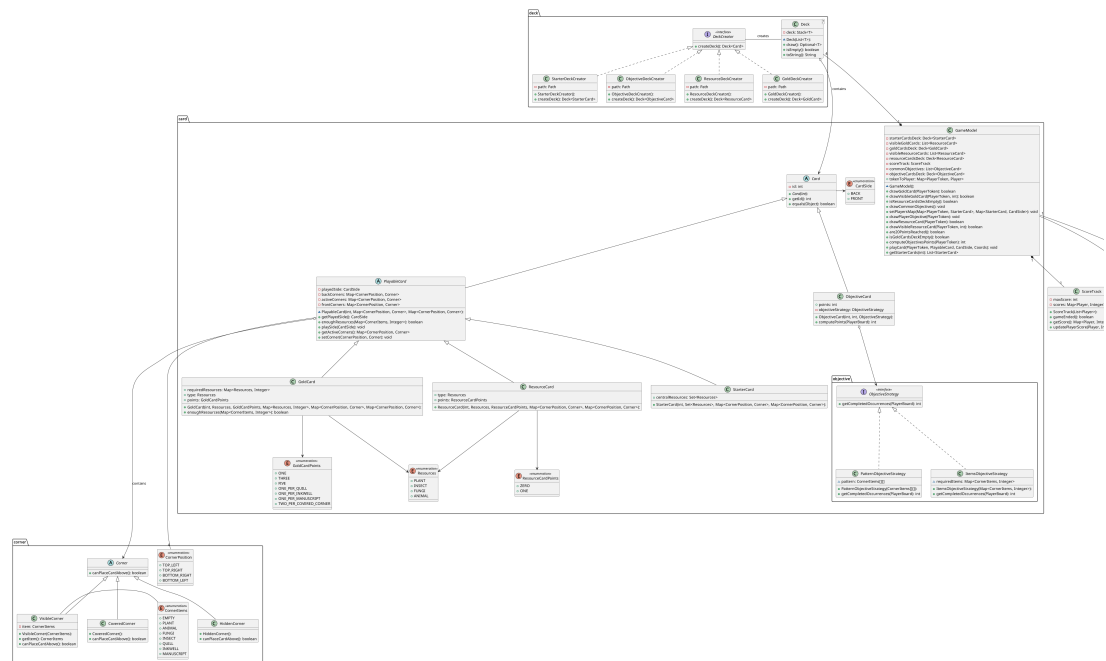 deck
Deck
deck: Stack<T>
Deck(List<T>)
draw(): Optional<T>
isEmpty(): boolean
toString(): String
«interface»
DeckCreator
createDeck(): Deck<Card>
creates
StarterDeckCreator
path: Path
StarterDeckCreator()
createDeck(): Deck<StarterCard>
ObjectiveDeckCreator
path: Path
ObjectiveDeckCreator()
createDeck(): Deck<ObjectiveCard>
ResourceDeckCreator
path: Path
ResourceDeckCreator()
createDeck(): Deck<ResourceCard>
GoldDeckCreator
path: Path
GoldDeckCreator()
createDeck(): Deck<GoldCard>
contains
card
GameModel
starterCardsDeck: Deck<StarterCard>
visibleGoldCards: List<ResourceCard>
goldCardsDeck: Deck<GoldCard>
visibleResourceCards: List<ResourceCard>
resourceCardsDeck: Deck<ResourceCard>
scoreTrack: ScoreTrack
commonObjectives: List<ObjectiveCard>
objectiveCardsDeck: Deck<ObjectiveCard>
tokenToPlayer: Map<PlayerToken, Player>
GameModel()
drawGoldCard(PlayerToken): boolean
drawVisibleGoldCard(PlayerToken, int): boolean
isResourceCardsDeckEmpty(): boolean
drawCommonObjectives(): void
setPlayersMap(Map<PlayerToken, StarterCard>, Map<StarterCard, CardSide>): void
drawPlayerObjective(PlayerToken): void
drawResourceCard(PlayerToken): boolean
drawVisibleResourceCard(PlayerToken, int): boolean
are20PointsReached(): boolean
isGoldCardsDeckEmpty(): boolean
computeObjectivesPoints(PlayerToken): int
playCard(PlayerToken, PlayableCard, CardSide, Coords): void
getStarterCards(int): List<StarterCard>
Card
id: int
Card(int)
getId(): int
equals(Object): boolean
«enumeration»
CardSide
BACK
FRONT
PlayableCard
playedSide: CardSide
backCorners: Map<CornerPosition, Corner>
activeCorners: Map<CornerPosition, Corner>
frontCorners: Map<CornerPosition, Corner>
PlayableCard(int, Map<CornerPosition, Corner>, Map<CornerPosition, Corner>)
getPlayedSide(): CardSide
enoughResources(Map<CornerItems, Integer>): boolean
playSide(CardSide): void
getActiveCorners(): Map<CornerPosition, Corner>
setCorner(CornerPosition, Corner): void
ObjectiveCard
points: int
objectiveStrategy: ObjectiveStrategy
ObjectiveCard(int, int, ObjectiveStrategy)
computePoints(PlayerBoard): int
ScoreTrack
maxScore: int
scores: Map<Player, Integer
ScoreTrack(List<Player>)
gameEnded(): boolean
getScore(): Map<Player, Inte
updatePlayerScore(Player, I
GoldCard
requiredResources: Map<Resources, Integer>
type: Resources
points: GoldCardPoints
GoldCard(int, Resources, GoldCardPoints, Map<Resources, Integer>, Map<CornerPosition, Corner>, Map<CornerPosition, Corner>)
enoughResources(Map<CornerItems, Integer>): boolean
ResourceCard
type: Resources
points: ResourceCardPoints
ResourceCard(int, Resources, ResourceCardPoints, Map<CornerPosition, Corner>, Map<CornerPosition, Corner>)
StarterCard
centralResources: Set<Resources>
StarterCard(int, Set<Resources>, Map<CornerPosition, Corner>, Map<CornerPosition, Corner>)
objective
«interface»
ObjectiveStrategy
getCompletedOccurrences(PlayerBoard): int
«enumeration»
GoldCardPoints
ONE
THREE
FIVE
ONE_PER_QUILL
ONE_PER_INKWELL
ONE_PER_MANUSCRIPT
TWO_PER_COVERED_CORNER
«enumeration»
Resources
PLANT
INSECT
FUNGI
ANIMAL
«enumeration»
ResourceCardPoints
ZERO
ONE
PatternObjectiveStrategy
pattern: CornerItems[][]
PatternObjectiveStrategy(CornerItems[][])
getCompletedOccurrences(PlayerBoard): int
ItemsObjectiveStrategy
requiredItems: Map<CornerItems, Integer>
ItemsObjectiveStrategy(Map<CornerItems, Integer>)
getCompletedOccurrences(PlayerBoard): int
contains
corner
Corner
canPlaceCardAbove(): boolean
«enumeration»
CornerPosition
TOP_LEFT
TOP_RIGHT
BOTTOM_RIGHT
BOTTOM_LEFT
VisibleCorner
item: CornerItems
VisibleCorner(CornerItems)
getItem(): CornerItems
canPlaceCardAbove(): boolean
CoveredCorner
CoveredCorner()
canPlaceCardAbove(): boolean
«enumeration»
CornerItems
EMPTY
PLANT
ANIMAL
FUNGI
INSECT
QUILL
INKWELL
MANUSCRIPT
HiddenCorner
HiddenCorner()
canPlaceCardAbove(): boolean